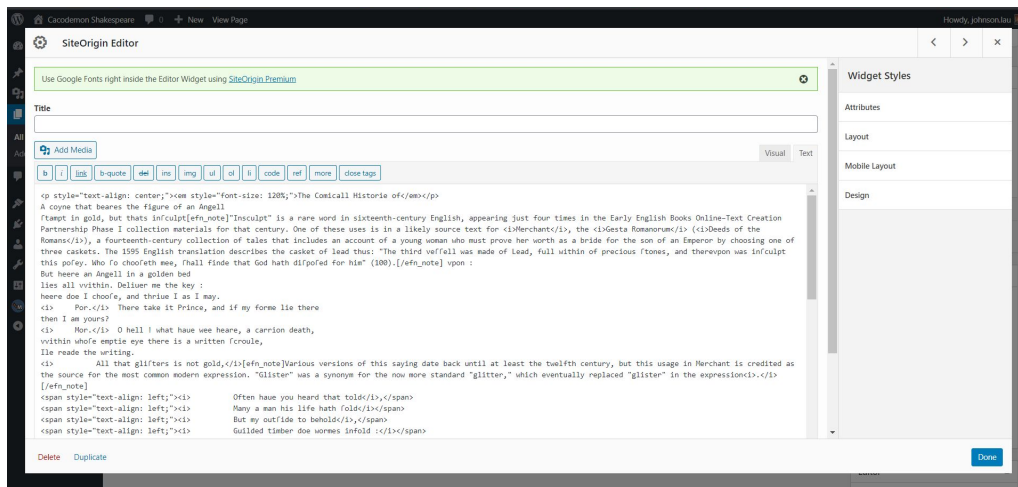 Cacodemon Shakespeare 0 + New View Page Howdy, johnson.lau
SiteOrigin Editor
Use Google Fonts right inside the Editor Widget using SiteOrigin Premium
Title
Add Media
Visual Text
b i link b-quote del ins img ul ol li code ref more close tags
<p style="text-align: center;"><em style="font-size: 120%;">The Comicall Historie of</em></p>
A coyne that beares the figure of an Angell
ſtampt in gold, but thats inſculpt[efn_note]"Insculpt" is a rare word in sixteenth-century English, appearing just four times in the Early English Books Online–Text Creation
Partnership Phase I collection materials for that century. One of these uses is in a likely source text for <i>Merchant</i>, the <i>Gesta Romanorum</i> (<i>Deeds of the
Romans</i>), a fourteenth-century collection of tales that includes an account of a young woman who must prove her worth as a bride for the son of an Emperor by choosing one of
three caskets. The 1595 English translation describes the casket of lead thus: "The third veſſell was made of Lead, full within of precious ſtones, and therevpon was inſculpt
this poſey. Who ſo chooſeth mee, ſhall finde that God hath diſpoſed for him" (100).[/efn_note] vpon :
But heere an Angell in a golden bed
lies all vvithin. Deliuer me the key :
heere doe I chooſe, and thriue I as I may.
<i> Por.</i> There take it Prince, and if my forme lie there
then I am yours?
<i> Mor.</i> O hell ! what haue wee heare, a carrion death,
vvithin whoſe emptie eye there is a written ſcroule,
Ile reade the writing.
<i> All that gliſters is not gold,</i>[efn_note]Various versions of this saying date back until at least the twelfth century, but this usage in Merchant is credited as
the source for the most common modern expression. "Glister" was a synonym for the now more standard "glitter," which eventually replaced "glister" in the expression<i>.</i>
[/efn_note]
<span style="text-align: left;"><i> Often haue you heard that told</i>,</span>
<span style="text-align: left;"><i> Many a man his life hath ſold</i></span>
<span style="text-align: left;"><i> But my outſide to behold</i>,</span>
<span style="text-align: left;"><i> Guilded timber doe wormes infold :</i></span>
Widget Styles
Attributes
Layout
Mobile Layout
Design
Delete Duplicate
Done
All